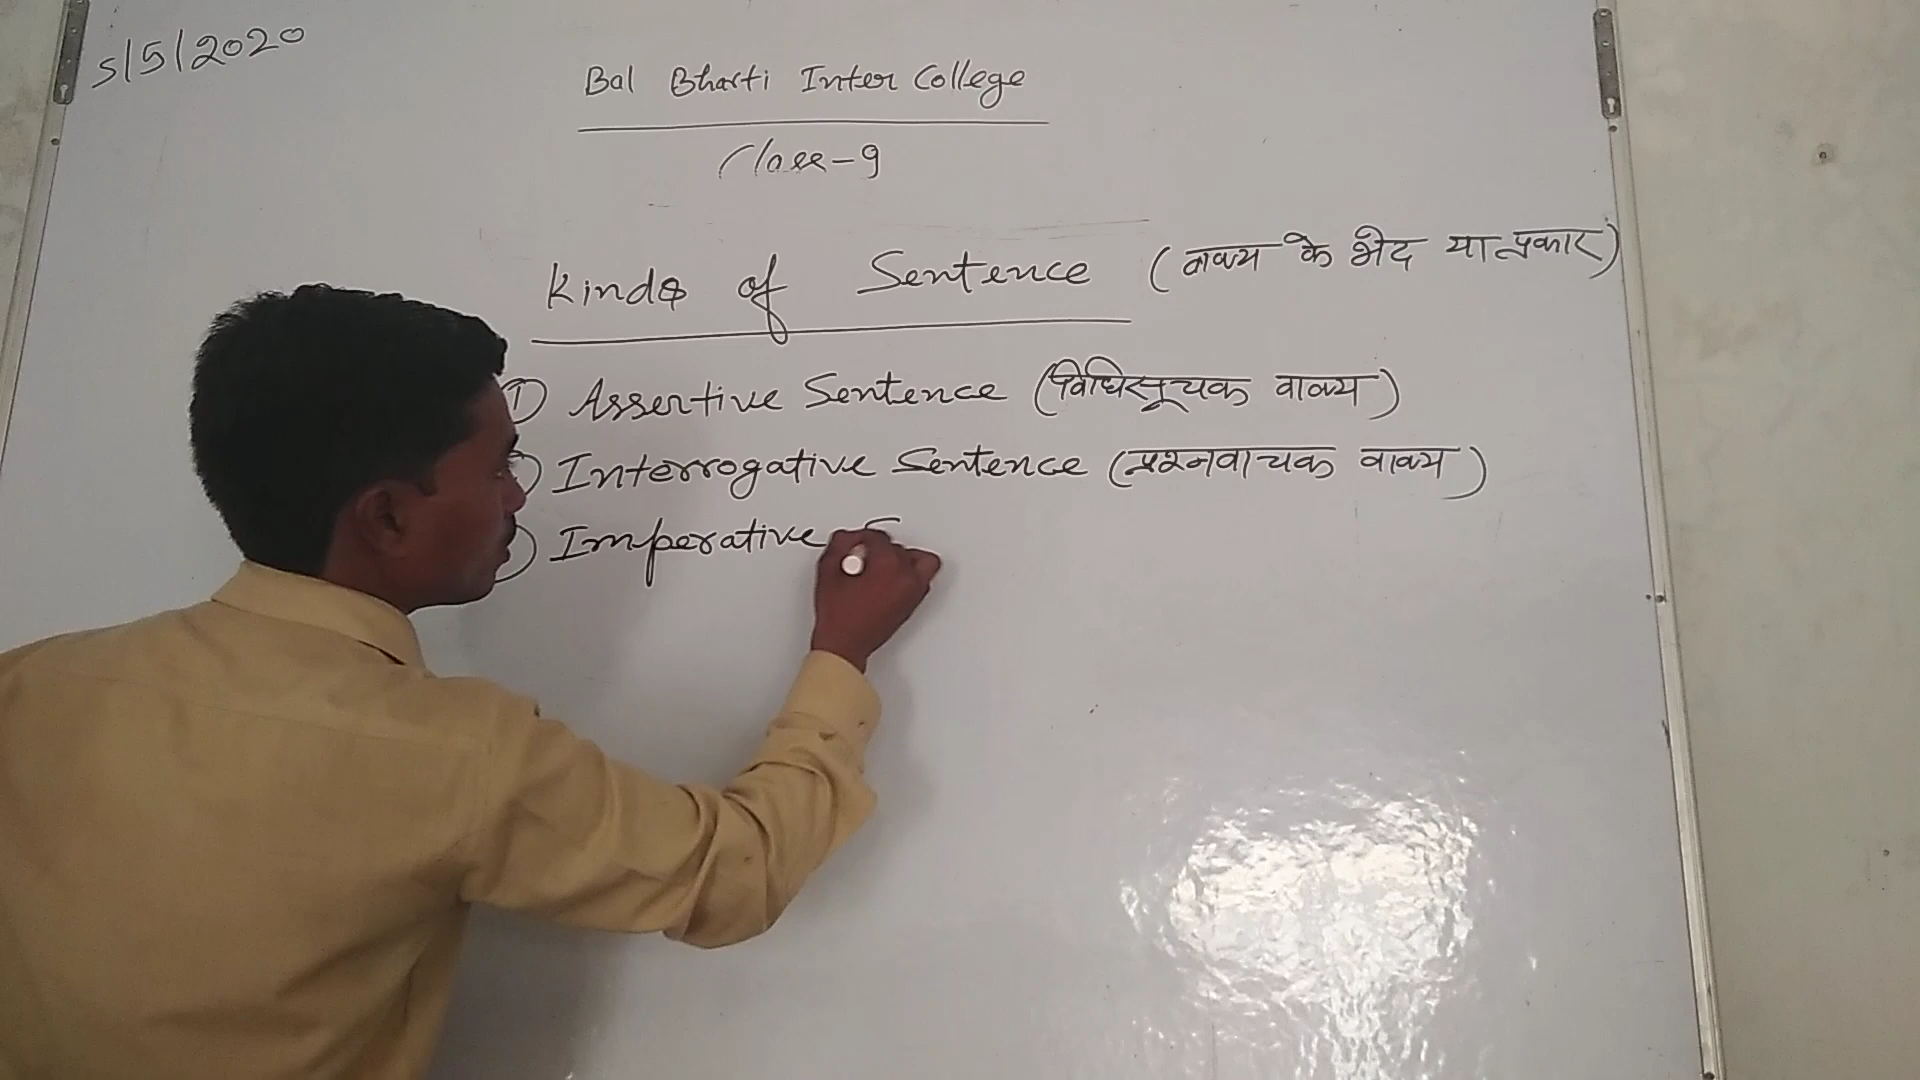 5/5/2020
Bal Bharti Inter College
Class-9
Kinds of Sentence (वाक्य के भेद या प्रकार)
① Assertive Sentence (विधिसूचक वाक्य)
Interrogative Sentence (प्रश्नवाचक वाक्य)
Imperative S